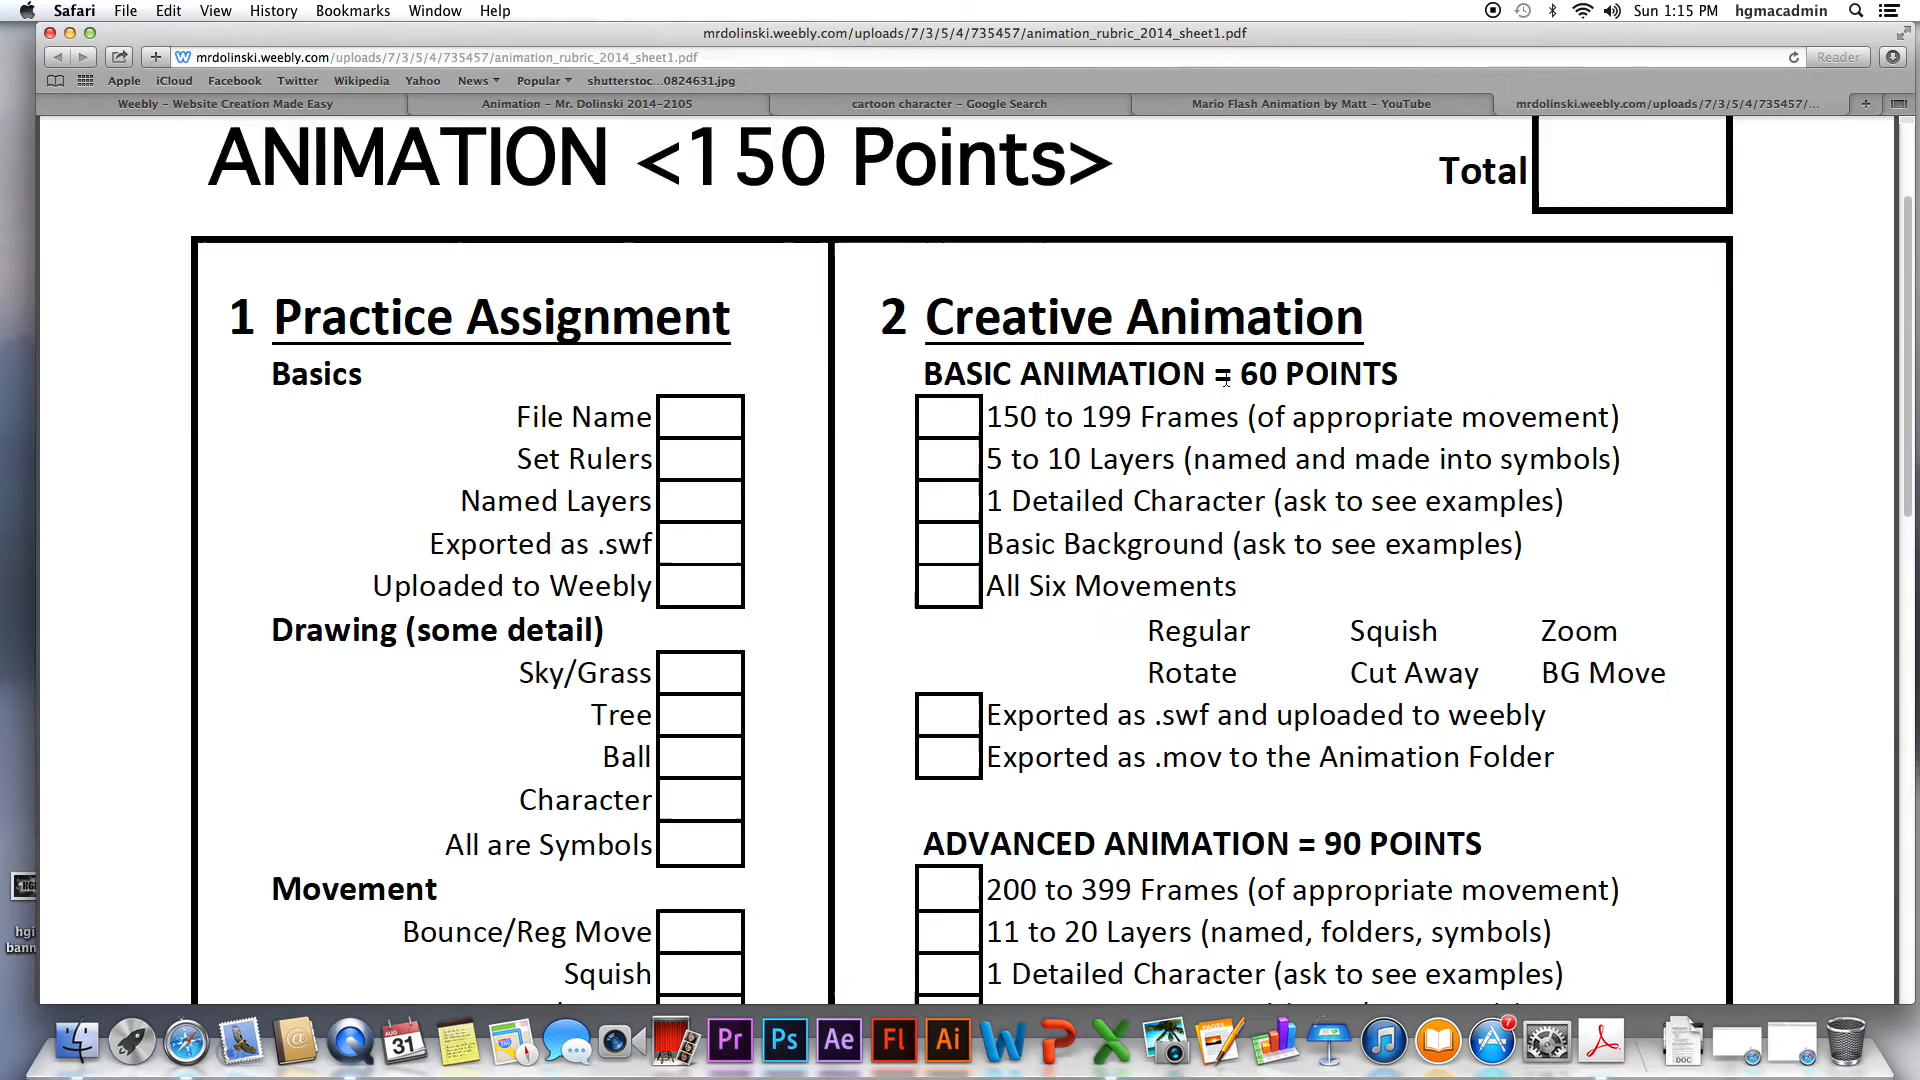 Safari File Edit View History Bookmarks Window Help Sun 1:15 PM hgmacadmin
mrdolinski.weebly.com/uploads/7/3/5/4/735457/animation_rubric_2014_sheet1.pdf
mrdolinski.weebly.com/uploads/7/3/5/4/735457/animation_rubric_2014_sheet1.pdf Reader
Apple iCloud Facebook Twitter Wikipedia Yahoo News Popular shutterstoc...0824631.jpg
Weebly - Website Creation Made Easy Animation - Mr. Dolinski 2014-2105 cartoon character - Google Search Mario Flash Animation by Matt - YouTube mrdolinski.weebly.com/uploads/7/3/5/4/735457/...
ANIMATION <150 Points>
Total
1 Practice Assignment
Basics
File Name
Set Rulers
Named Layers
Exported as .swf
Uploaded to Weebly
Drawing (some detail)
Sky/Grass
Tree
Ball
Character
All are Symbols
Movement
Bounce/Reg Move
Squish
2 Creative Animation
BASIC ANIMATION = 60 POINTS
150 to 199 Frames (of appropriate movement)
5 to 10 Layers (named and made into symbols)
1 Detailed Character (ask to see examples)
Basic Background (ask to see examples)
All Six Movements
Regular Squish Zoom
Rotate Cut Away BG Move
Exported as .swf and uploaded to weebly
Exported as .mov to the Animation Folder
ADVANCED ANIMATION = 90 POINTS
200 to 399 Frames (of appropriate movement)
11 to 20 Layers (named, folders, symbols)
1 Detailed Character (ask to see examples)
hgi
bann
AUG
31
Pr Ps Ae Fl Ai
PAGES
7
DOC